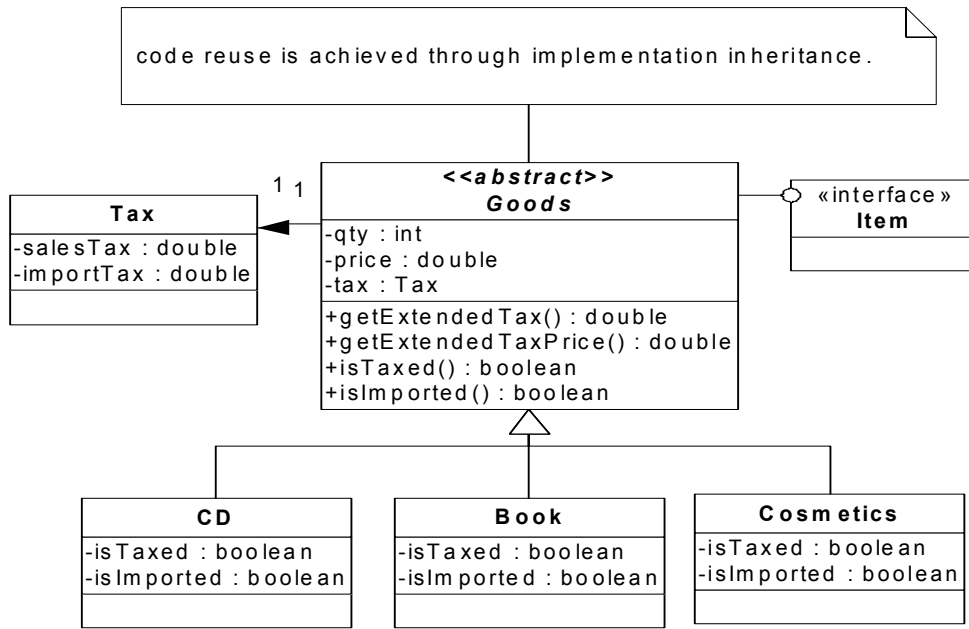 code reuse is achieved through implementation inheritance.
1 1
Tax
-salesTax : double
-importTax : double
<<abstract>>
Goods
-qty : int
-price : double
-tax : Tax
+getExtendedTax() : double
+getExtendedTaxPrice() : double
+isTaxed() : boolean
+isImported() : boolean
«interface»
Item
CD
-isTaxed : boolean
-isImported : boolean
Book
-isTaxed : boolean
-isImported : boolean
Cosmetics
-isTaxed : boolean
-isImported : boolean